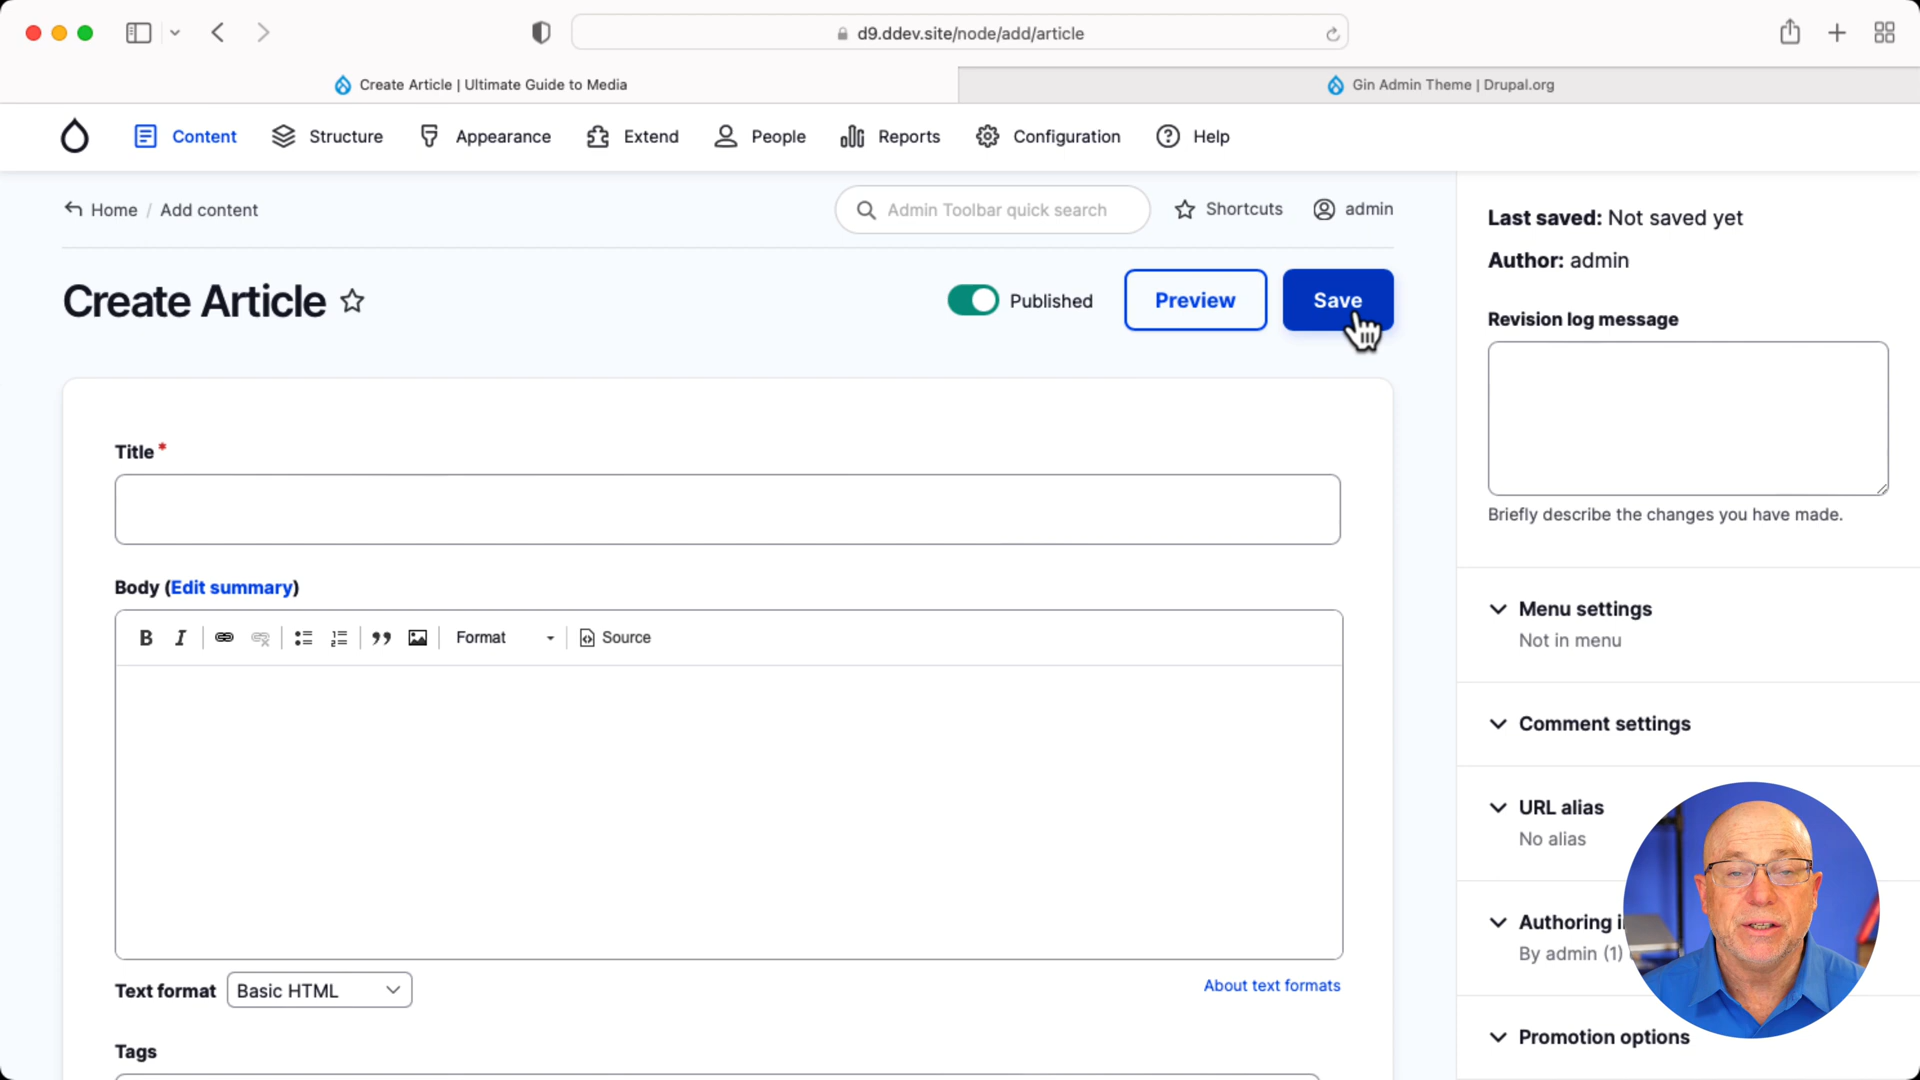 d9.ddev.site/node/add/article
Create Article | Ultimate Guide to Media
Gin Admin Theme | Drupal.org
Content
Structure
Appearance
Extend
People
Reports
Configuration
Help
Home / Add content
Admin Toolbar quick search
Shortcuts
admin
Create Article
Published
Preview
Save
Title *
Body (Edit summary)
B I
Format
Source
Text format
Basic HTML
About text formats
Tags
Last saved: Not saved yet
Author: admin
Revision log message
Briefly describe the changes you have made.
Menu settings
Not in menu
Comment settings
URL alias
No alias
Authoring
By admin (1)
Promotion options